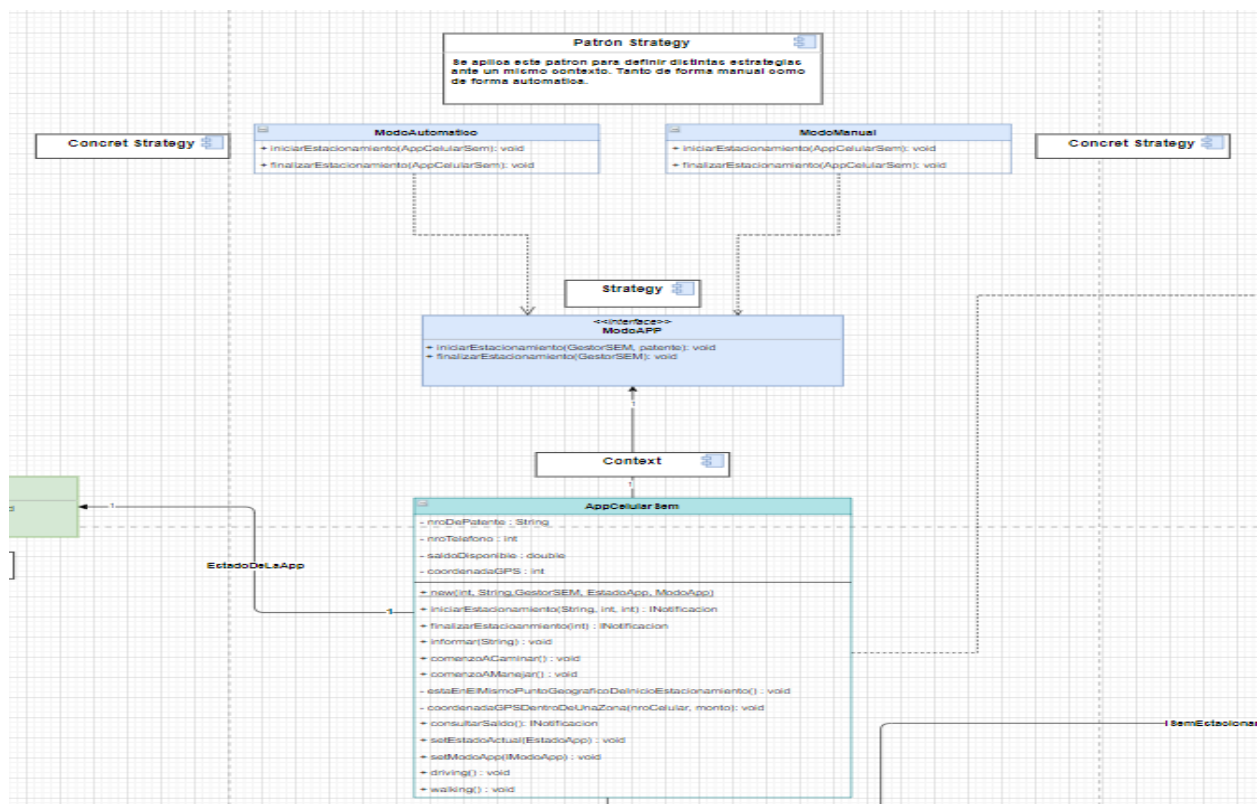 Patrón Strategy
Se aplica este patron para definir distintas estrategias
ante un mismo contexto. Tanto de forma manual como
de forma automatica.
Concret Strategy
ModoAutomatico
+ iniciarEstacionamiento(AppCelularSem): void
+ finalizarEstacionamiento(AppCelularSem): void
ModoManual
+ iniciarEstacionamiento(AppCelularSem): void
+ finalizarEstacionamiento(AppCelularSem): void
Concret Strategy
Strategy
<<interface>>
ModoAPP
+ iniciarEstacionamiento(GestorSEM, patente): void
+ finalizarEstacionamiento(GestorSEM): void
1
Context
1
AppCelularSem
- nroDePatente : String
- nroTelefono : int
- saldoDisponible : double
- coordenadaGPS : int
+ new(int, String,GestorSEM, EstadoApp, ModoApp)
+ iniciarEstacionamiento(String, int, int) : INotificacion
+ finalizarEstacioanmiento(int) : INotificacion
+ informar(String) : void
+ comenzoACaminar() : void
+ comenzoAManejar() : void
- estaEnElMismoPuntoGeograficoDeInicioEstacionamiento() : void
- coordenadaGPSDentroDeUnaZona(nroCelular, monto): void
+ consultarSaldo(): INotificacion
+ setEstadoActual(EstadoApp) : void
+ setModoApp(IModoApp) : void
+ driving() : void
+ walking() : void
1
EstadoDeLaApp
1
ISemEstaciona